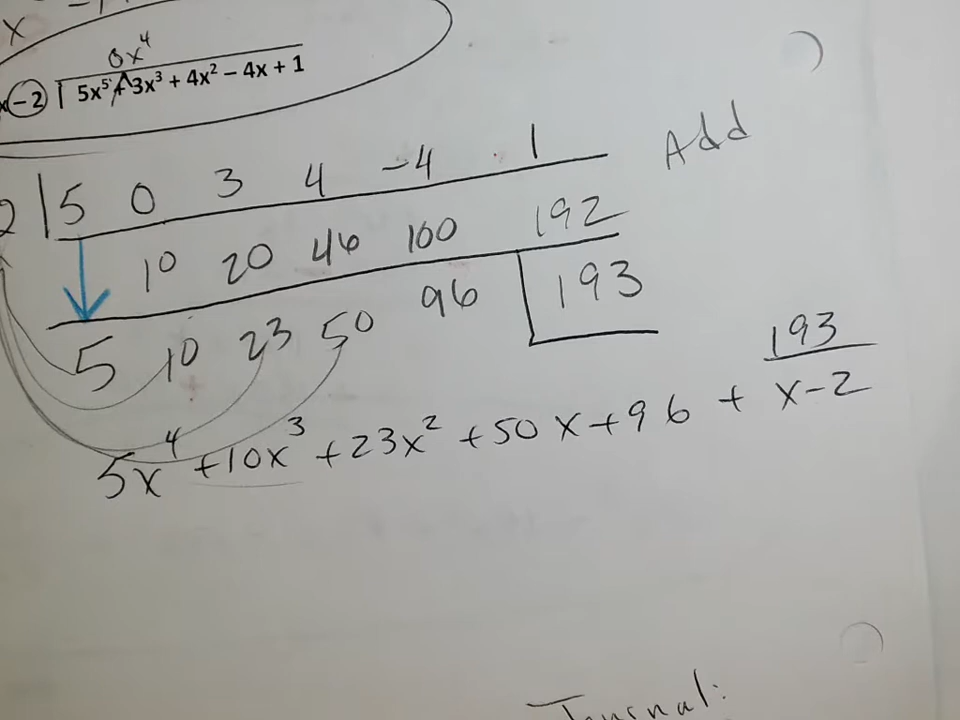 x
0x⁴
x - 2 | 5x⁵ + 3x³ + 4x² - 4x + 1
2 | 5 0 3 4 -4 1 Add
10 20 46 100 192
5 10 23 50 96 193
193
5x⁴ + 10x³ + 23x² + 50x + 96 + x-2
Journal: